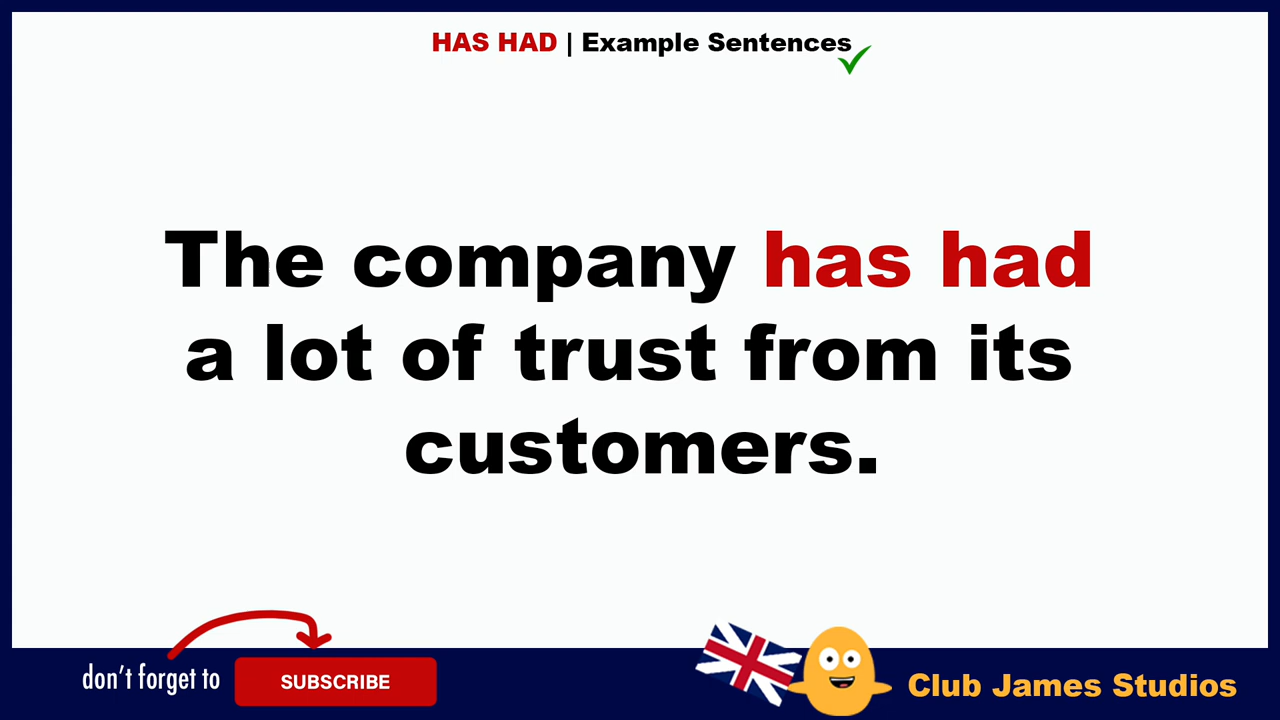 HAS HAD | Example Sentences
The company has had
a lot of trust from its
customers.
don't forget to
SUBSCRIBE
Club James Studios